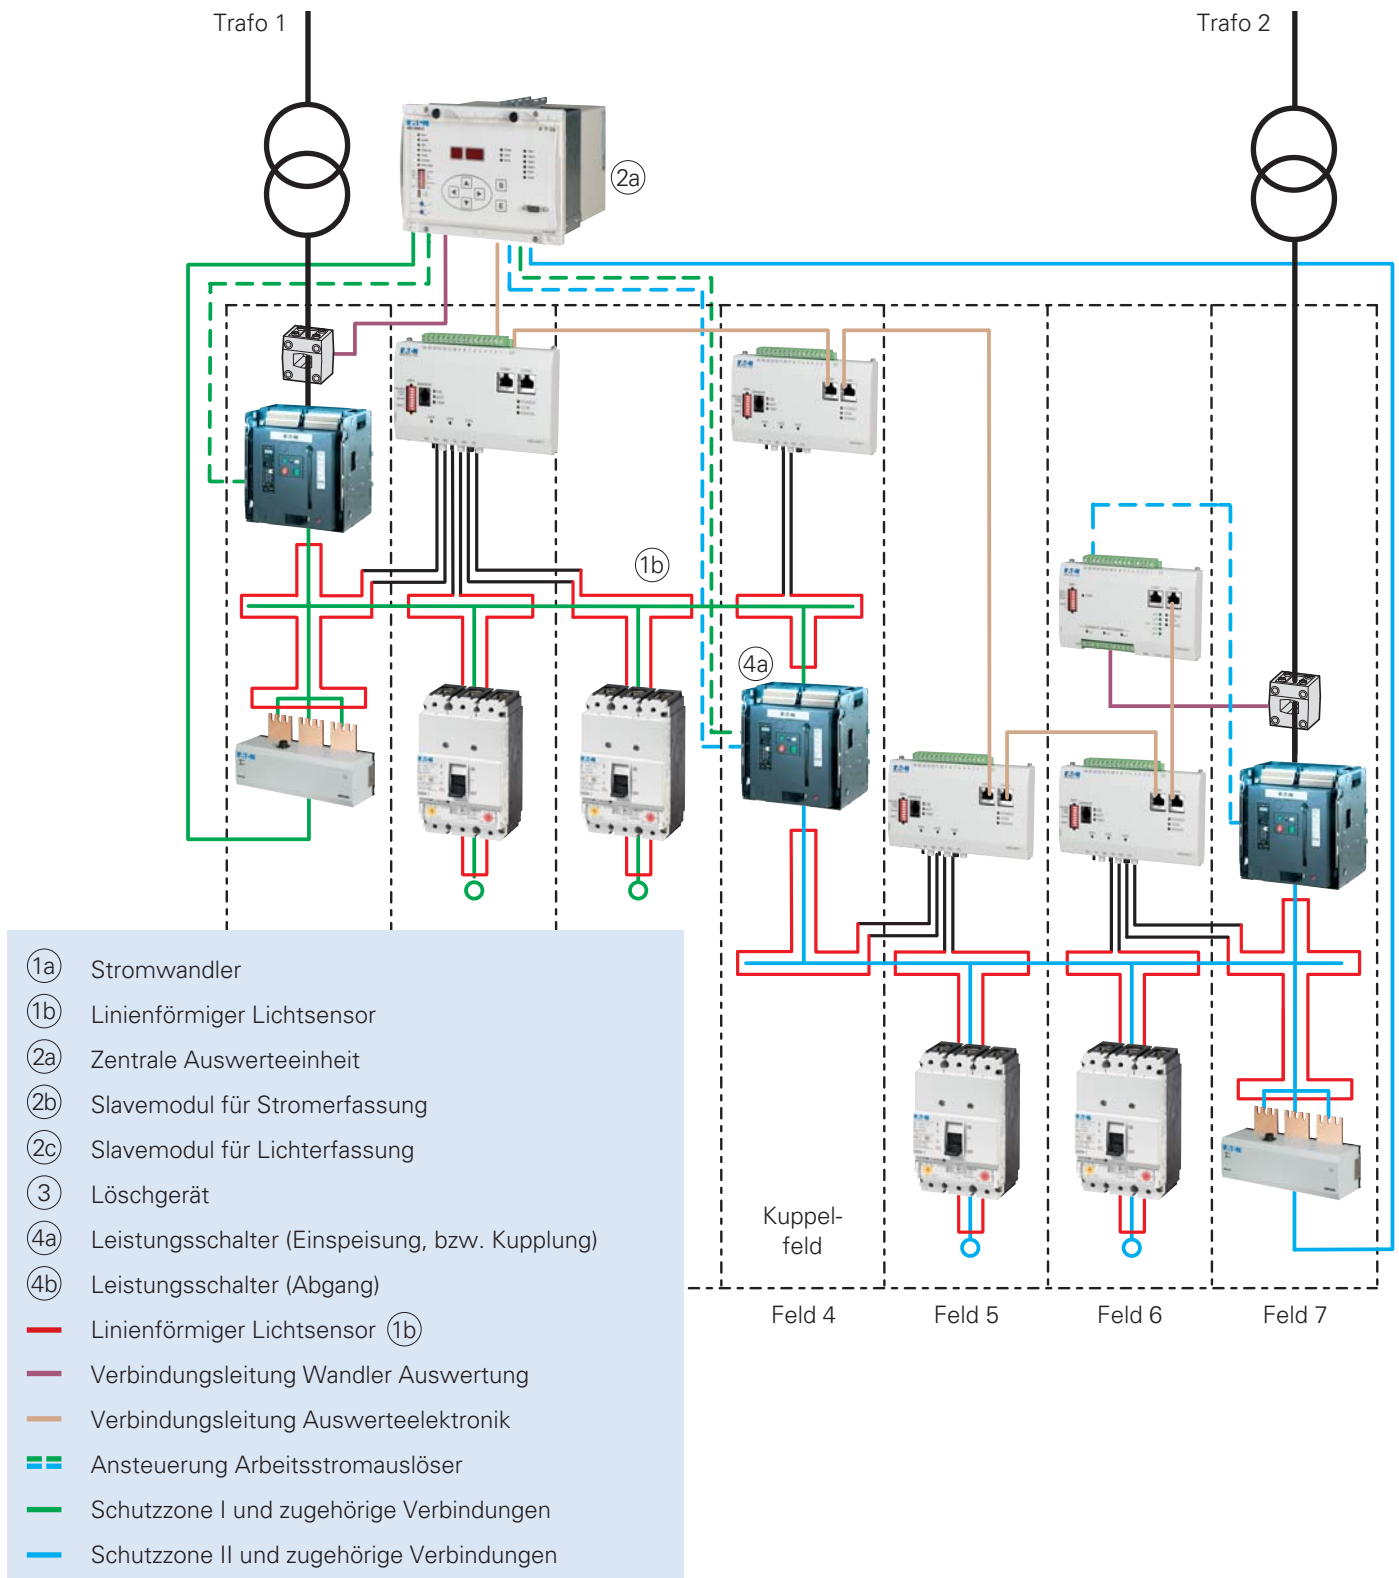 Trafo 1
Trafo 2
2a
1b
4a
1a Stromwandler
1b Linienförmiger Lichtsensor
2a Zentrale Auswerteeinheit
2b Slavemodul für Stromerfassung
2c Slavemodul für Lichterfassung
3 Löschgerät
4a Leistungsschalter (Einspeisung, bzw. Kupplung)
4b Leistungsschalter (Abgang)
Linienförmiger Lichtsensor 1b
Verbindungsleitung Wandler Auswertung
Verbindungsleitung Auswerteelektronik
Ansteuerung Arbeitsstromauslöser
Schutzzone I und zugehörige Verbindungen
Schutzzone II und zugehörige Verbindungen
Kuppel-
feld
Feld 4
Feld 5
Feld 6
Feld 7